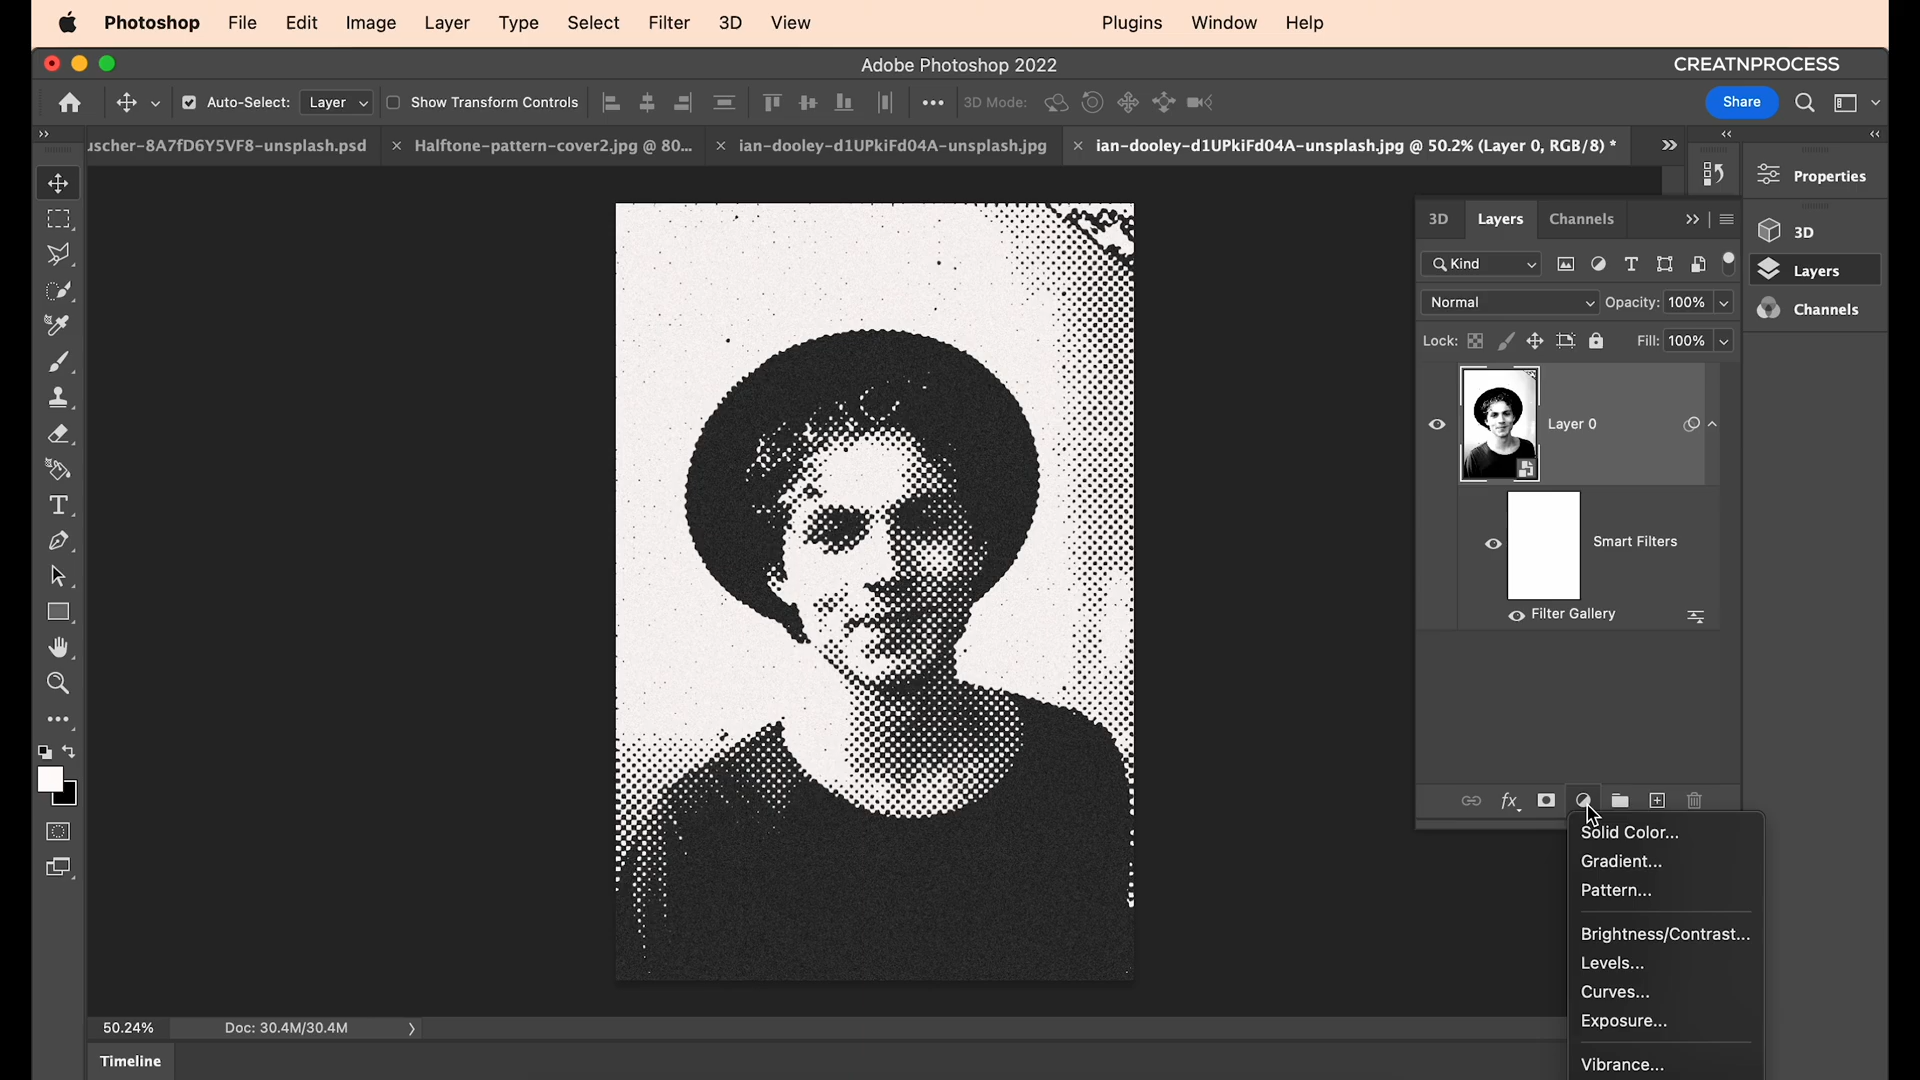 Photoshop File Edit Image Layer Type Select Filter 3D View Plugins Window Help
Adobe Photoshop 2022 CREATNPROCESS
Auto-Select: Layer Show Transform Controls 3D Mode: Share
uscher-8A7fD6Y5VF8-unsplash.psd × Halftone-pattern-cover2.jpg @ 80... × ian-dooley-d1UPkiFd04A-unsplash.jpg × ian-dooley-d1UPkiFd04A-unsplash.jpg @ 50.2% (Layer 0, RGB/8) *
Properties
3D Layers Channels
3D
Kind
Layers
Normal Opacity: 100%
Channels
Lock: Fill: 100%
Layer 0
Smart Filters
Filter Gallery
fx
Solid Color...
Gradient...
Pattern...
Brightness/Contrast...
Levels...
Curves...
Exposure...
Vibrance...
50.24% Doc: 30.4M/30.4M
Timeline